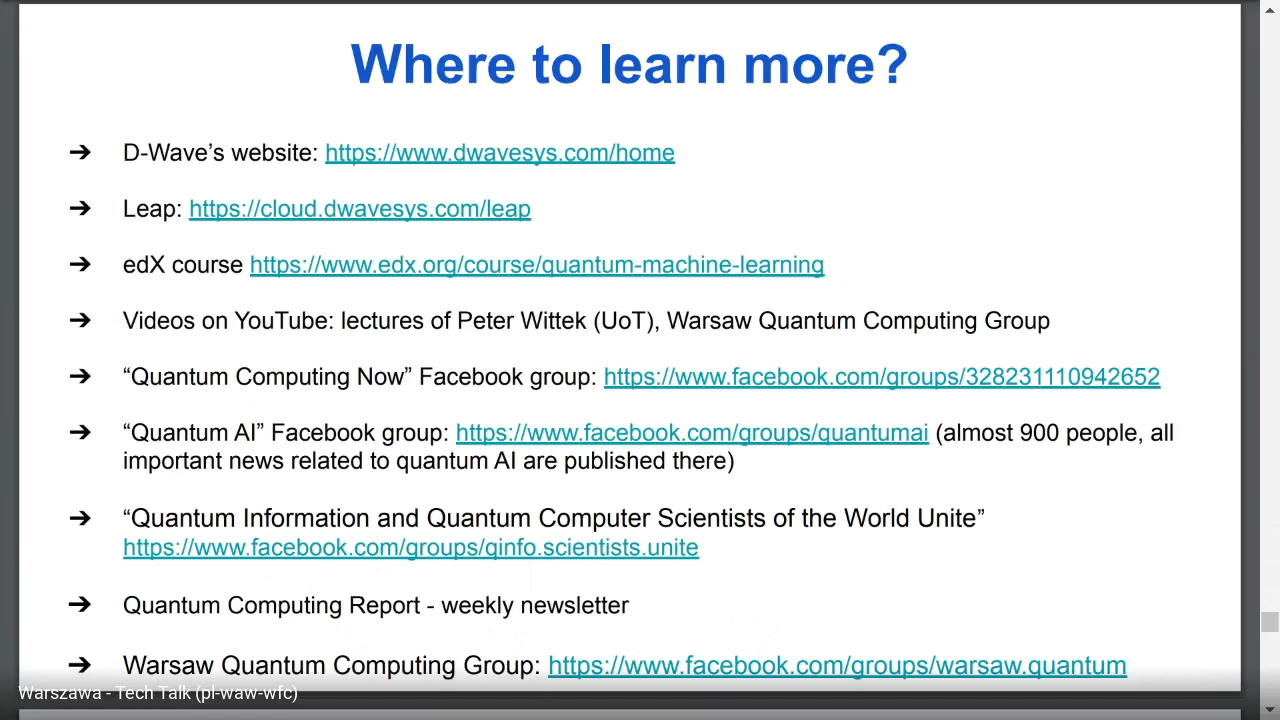 Where to learn more?
➔ D-Wave’s website: https://www.dwavesys.com/home
➔ Leap: https://cloud.dwavesys.com/leap
➔ edX course https://www.edx.org/course/quantum-machine-learning
➔ Videos on YouTube: lectures of Peter Wittek (UoT), Warsaw Quantum Computing Group
➔ “Quantum Computing Now” Facebook group: https://www.facebook.com/groups/328231110942652
➔ “Quantum AI” Facebook group: https://www.facebook.com/groups/quantumai (almost 900 people, all
important news related to quantum AI are published there)
➔ “Quantum Information and Quantum Computer Scientists of the World Unite”
https://www.facebook.com/groups/qinfo.scientists.unite
➔ Quantum Computing Report - weekly newsletter
➔ Warsaw Quantum Computing Group: https://www.facebook.com/groups/warsaw.quantum
Warszawa - Tech Talk (pl-waw-wfc)